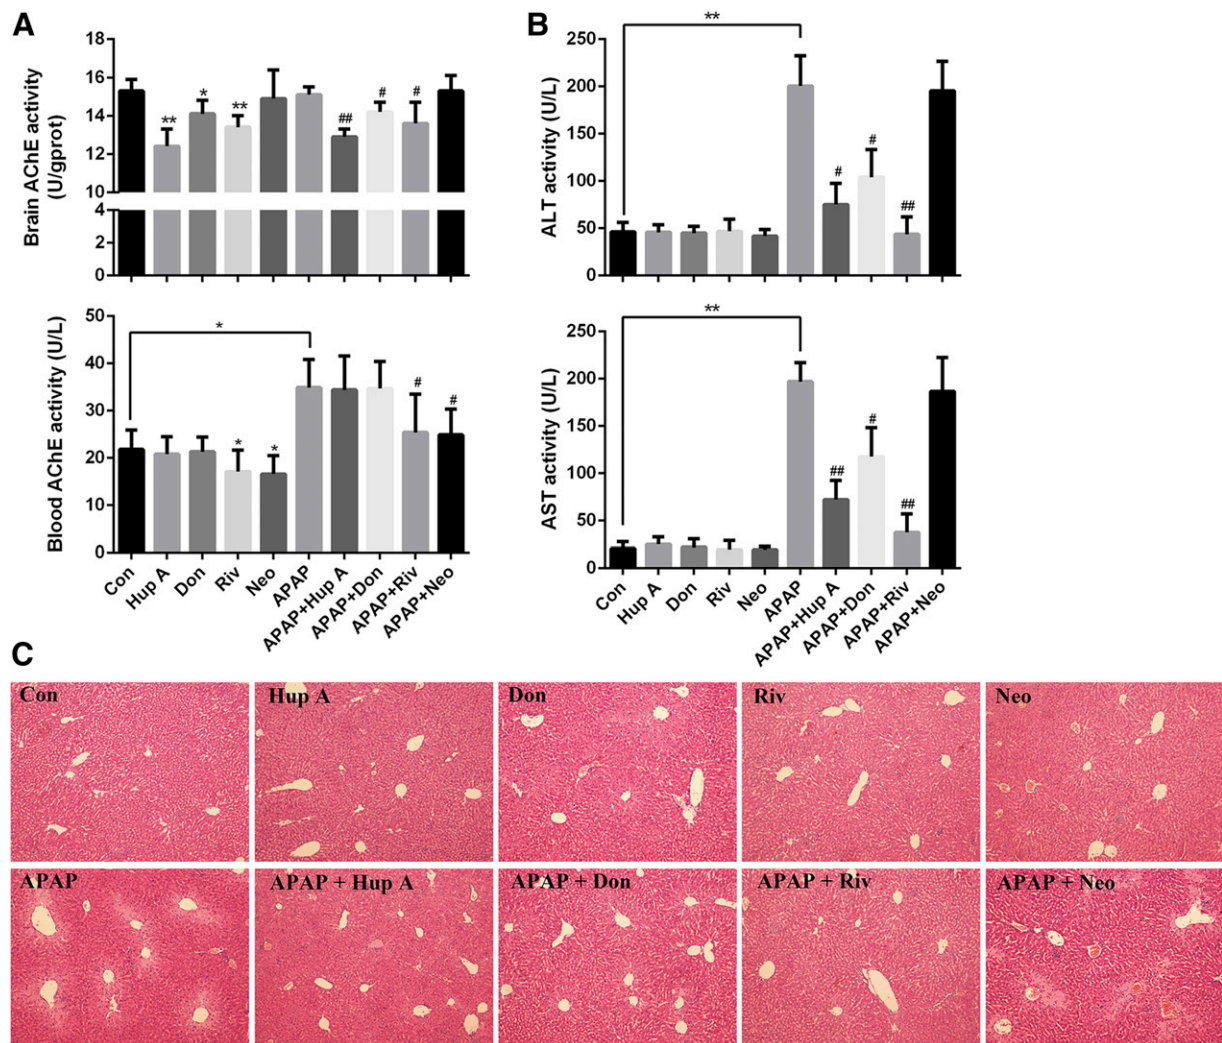 A
Brain AChE activity
(U/gprot)
18
16
14
12
10
4
2
0
**
*
**
##
#
#
Blood AChE activity (U/L)
50
40
30
20
10
0
*
*
*
#
#
Con
Hup A
Don
Riv
Neo
APAP
APAP+Hup A
APAP+Don
APAP+Riv
APAP+Neo
B
ALT activity (U/L)
250
200
150
100
50
0
**
#
#
##
AST activity (U/L)
250
200
150
100
50
0
**
##
#
##
Con
Hup A
Don
Riv
Neo
APAP
APAP+Hup A
APAP+Don
APAP+Riv
APAP+Neo
C
Con
Hup A
Don
Riv
Neo
APAP
APAP + Hup A
APAP + Don
APAP + Riv
APAP + Neo